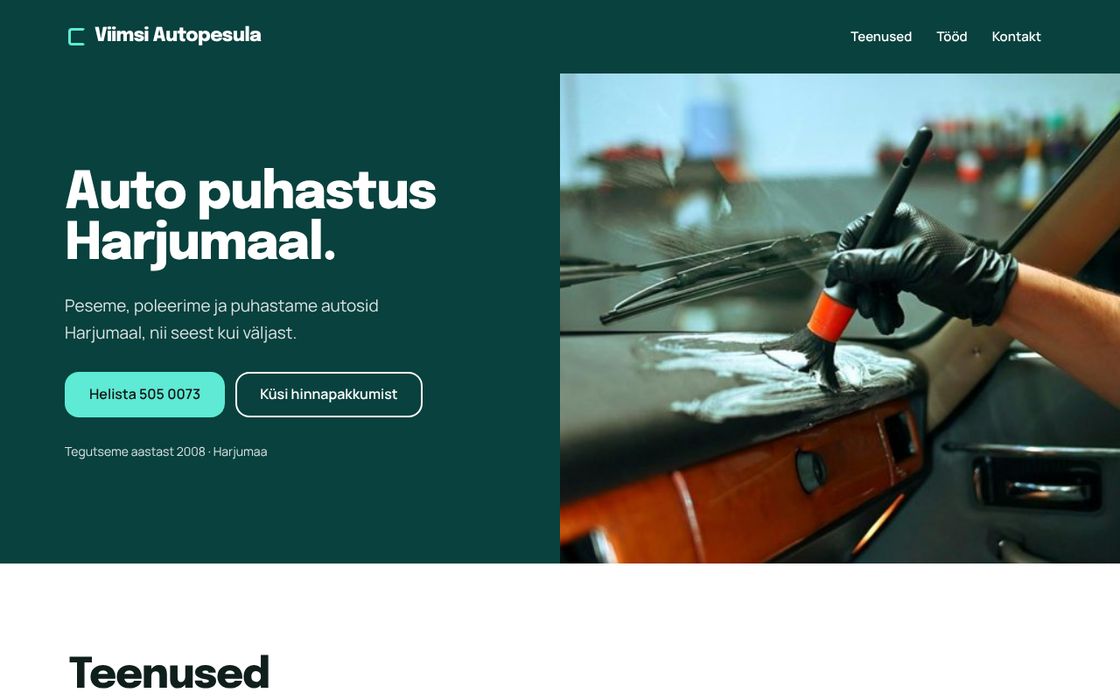 Viimsi Autopesula
Teenused
Tööd
Kontakt
Auto puhastus
Harjumaal.
Peseme, poleerime ja puhastame autosid
Harjumaal, nii seest kui väljast.
Helista 505 0073
Küsi hinnapakkumist
Tegutseme aastast 2008 · Harjumaa
Teenused